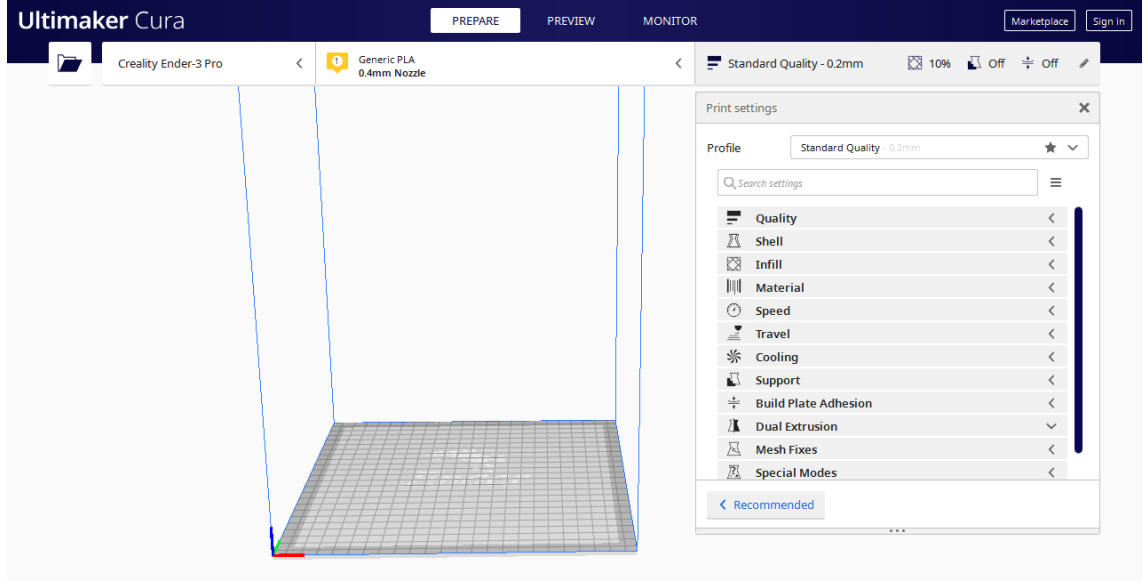 Ultimaker Cura
PREPARE
PREVIEW
MONITOR
Marketplace
Sign in
Creality Ender-3 Pro
1
Generic PLA
0.4mm Nozzle
Standard Quality - 0.2mm
10%
Off
Off
Print settings
Profile
Standard Quality - 0.2mm
Search settings
Quality
Shell
Infill
Material
Speed
Travel
Cooling
Support
Build Plate Adhesion
Dual Extrusion
Mesh Fixes
Special Modes
Recommended